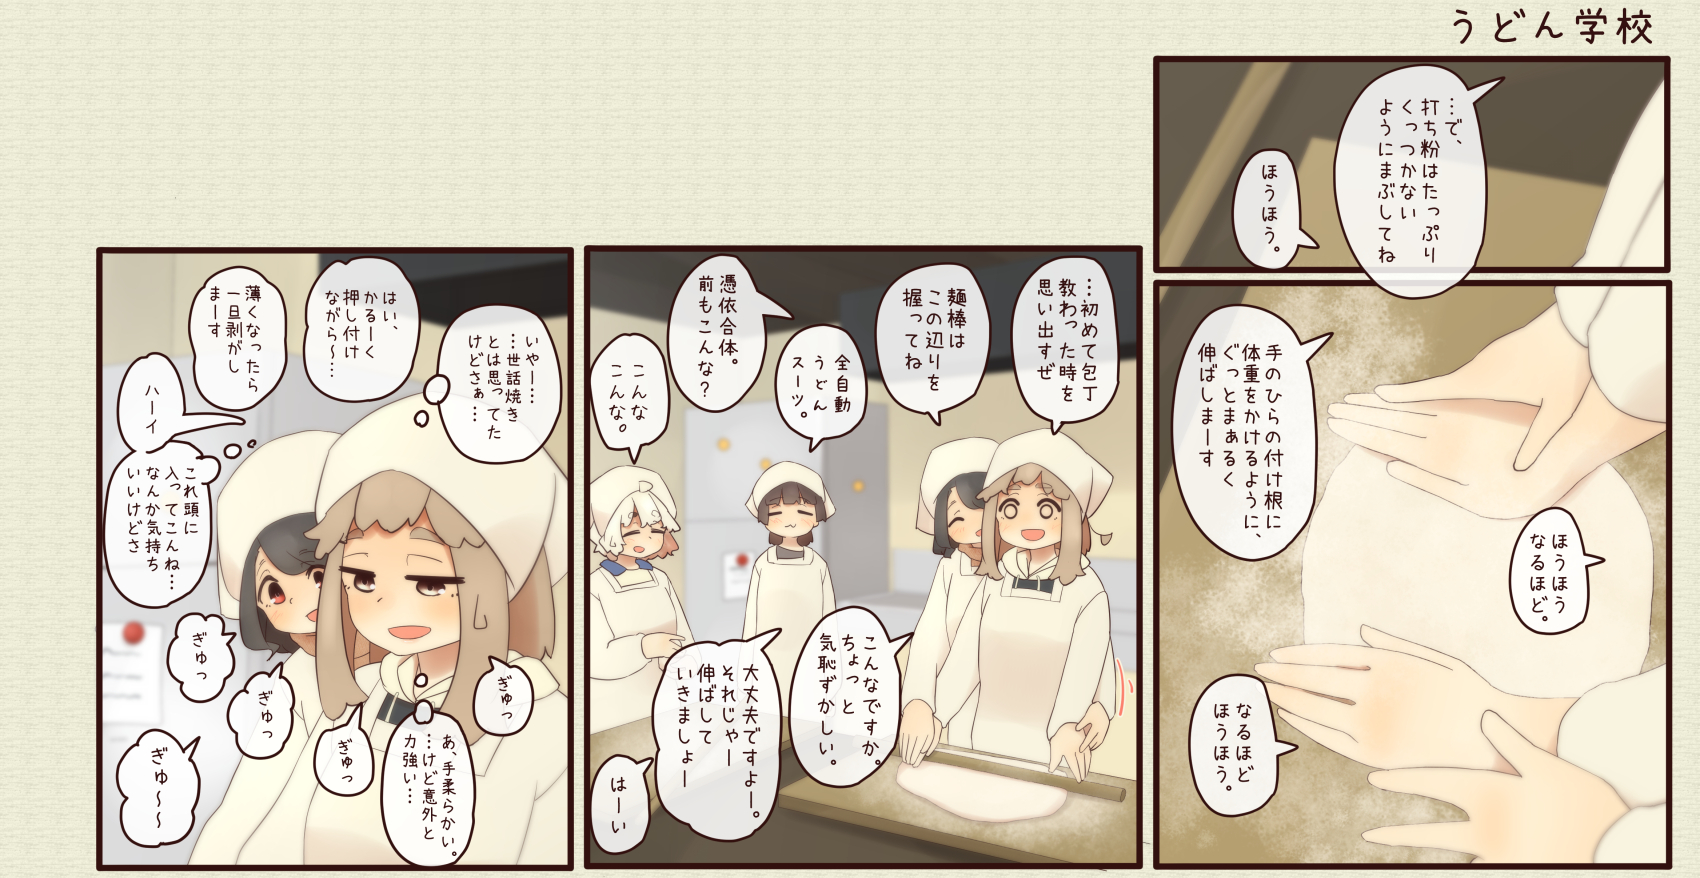 うどん学校
…で、
打ち粉はたっぷり
くっつかない
ようにまぶしてね
ほうほう。
手のひらの付け根に
体重をかけるように、
ぐっとまぁるく
伸ばしまーす
ほうほう
なるほど。
なるほど
ほうほう。
…初めて包丁
教わった時を
思い出すぜ
麺棒は
この辺りを
握ってね
全自動
うどん
スーツ。
憑依合体。
前もこんな？
こんな
こんな。
こんなですか。
ちょっと
気恥ずかしい。
大丈夫ですよー。
それじゃー
伸ばして
いきましょー
はーい
いやー…
…世話焼き
とは思ってた
けどさぁ…
はい、
かるーく
押し付け
ながら〜…
薄くなったら
一旦剥がし
まーす
ハーイ
これ頭に
入ってこんね…
なんか気持ち
いいけどさ
ぎゅっ
ぎゅっ
ぎゅっ
ぎゅっ
ぎゅ〜〜
あ、手柔らかい。
…けど意外と
力強い…